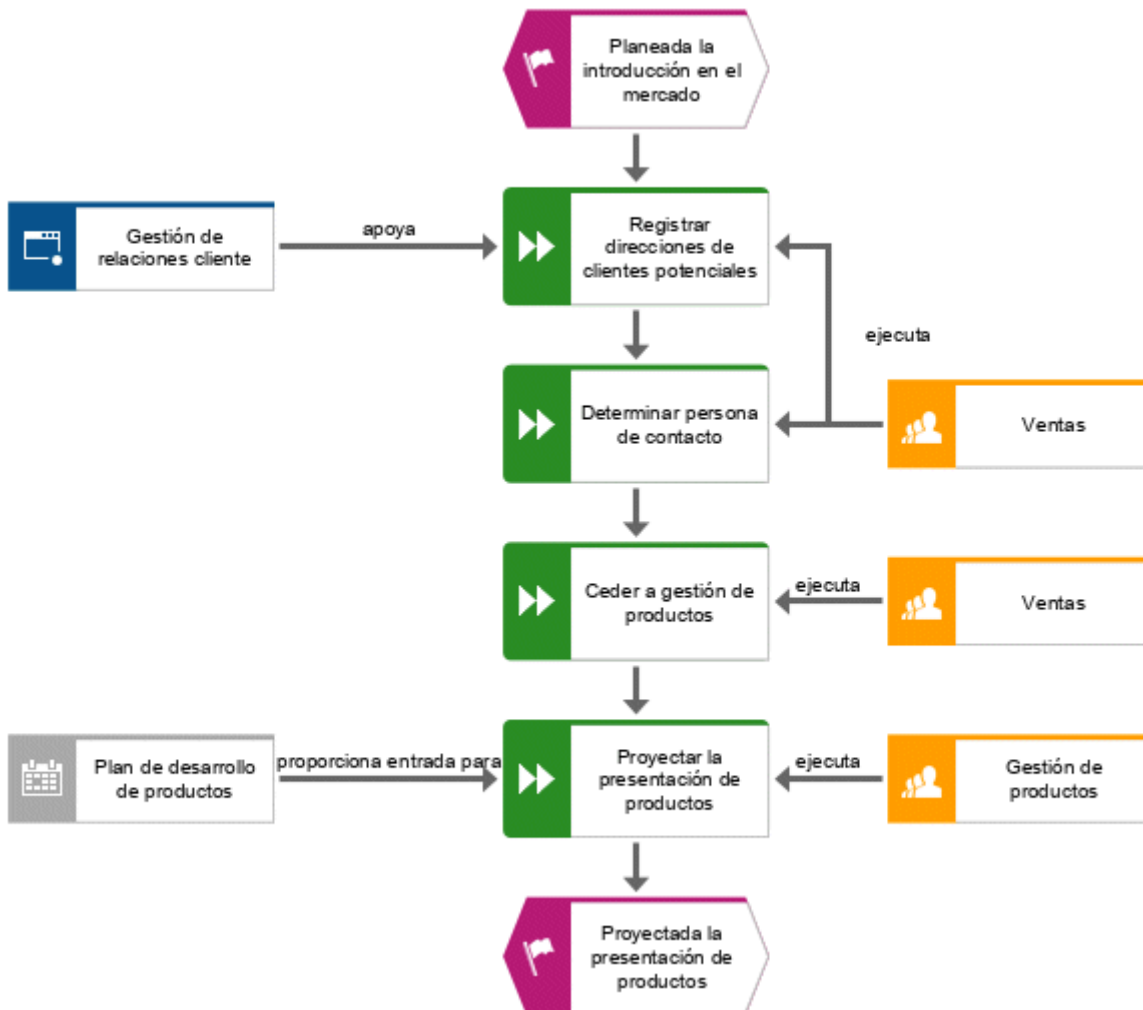 Planeada la
introducción en el
mercado
Gestión de
relaciones cliente
apoya
Registrar
direcciones de
clientes potenciales
ejecuta
Determinar persona
de contacto
Ventas
Ceder a gestión de
productos
ejecuta
Ventas
Plan de desarrollo
de productos
proporciona entrada para
Proyectar la
presentación de
productos
ejecuta
Gestión de
productos
Proyectada la
presentación de
productos